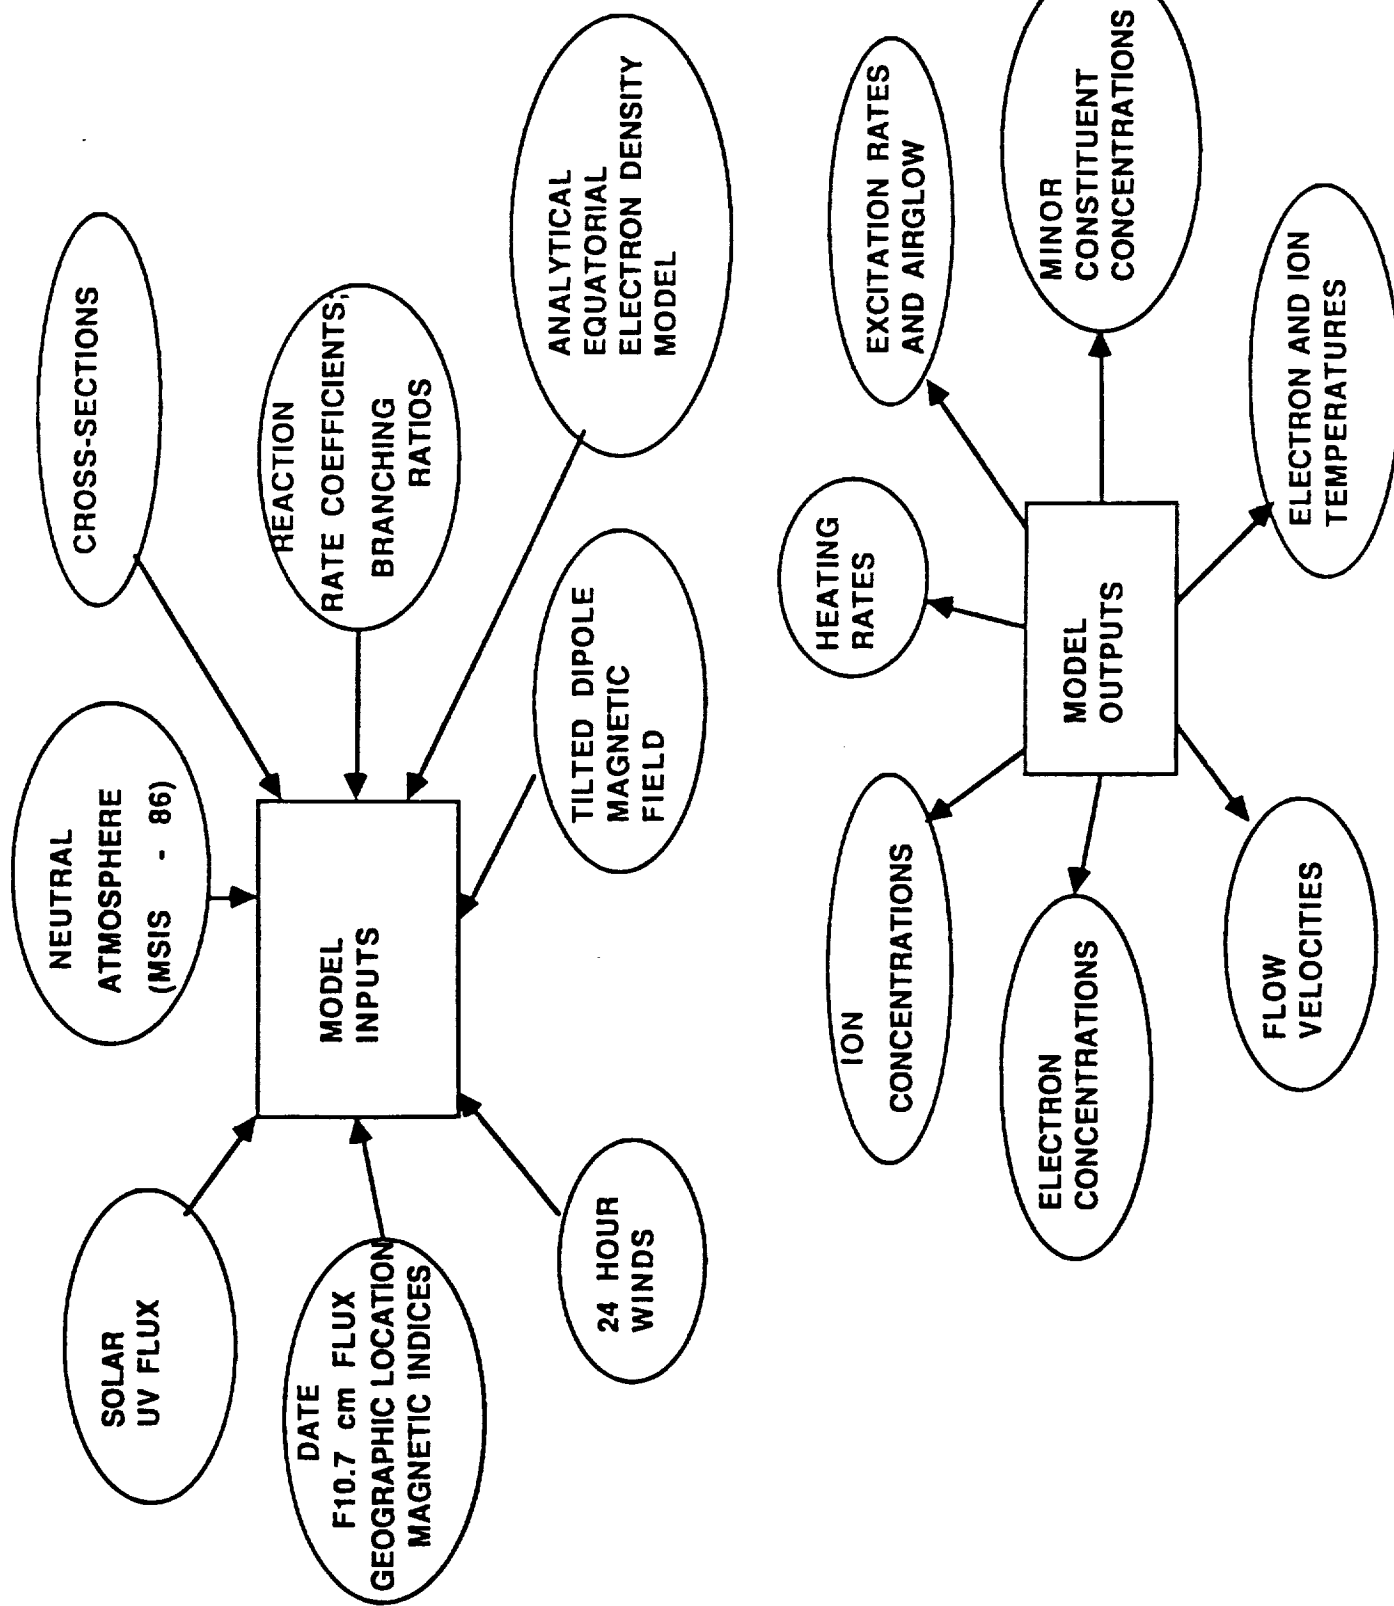 SOLAR
UV FLUX
NEUTRAL
ATMOSPHERE
(MSIS - 86)
CROSS-SECTIONS
DATE
F10.7 cm FLUX
GEOGRAPHIC LOCATION
MAGNETIC INDICES
MODEL
INPUTS
REACTION
RATE COEFFICIENTS;
BRANCHING
RATIOS
24 HOUR
WINDS
TILTED DIPOLE
MAGNETIC
FIELD
ANALYTICAL
EQUATORIAL
ELECTRON DENSITY
MODEL
ION
CONCENTRATIONS
HEATING
RATES
EXCITATION RATES
AND AIRGLOW
ELECTRON
CONCENTRATIONS
MODEL
OUTPUTS
MINOR
CONSTITUENT
CONCENTRATIONS
FLOW
VELOCITIES
ELECTRON AND ION
TEMPERATURES